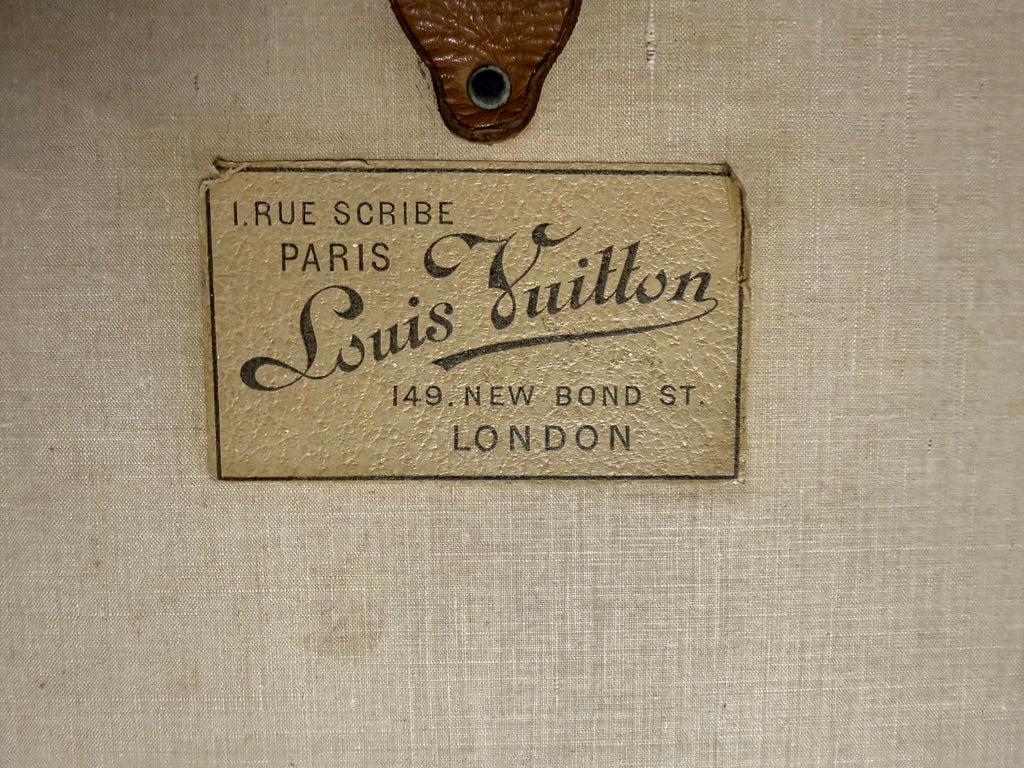 1.RUE SCRIBE
PARIS
Louis Vuitton
149.NEW BOND ST.
LONDON